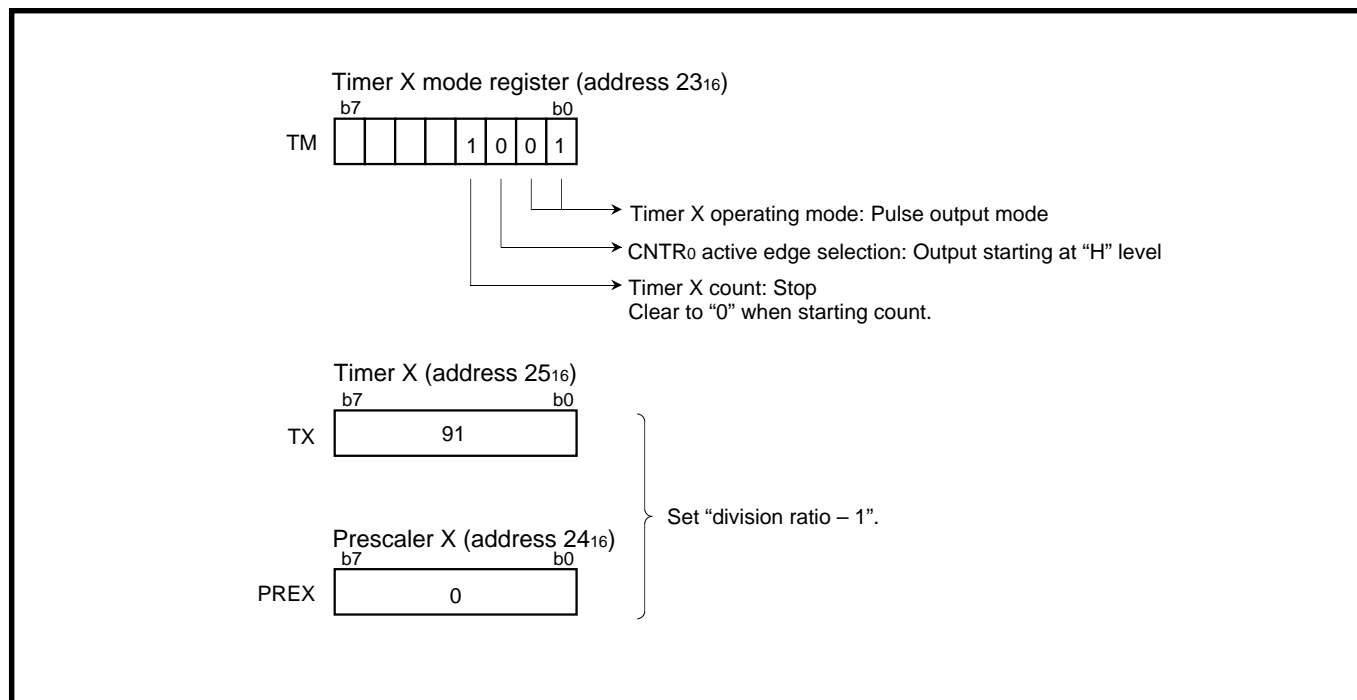 Timer X mode register (address 23₁₆)
b7 b0
TM 1 0 0 1
Timer X operating mode: Pulse output mode
CNTR₀ active edge selection: Output starting at “H” level
Timer X count: Stop
Clear to “0” when starting count.
Timer X (address 25₁₆)
b7 b0
TX 91
Set “division ratio – 1”.
Prescaler X (address 24₁₆)
b7 b0
PREX 0